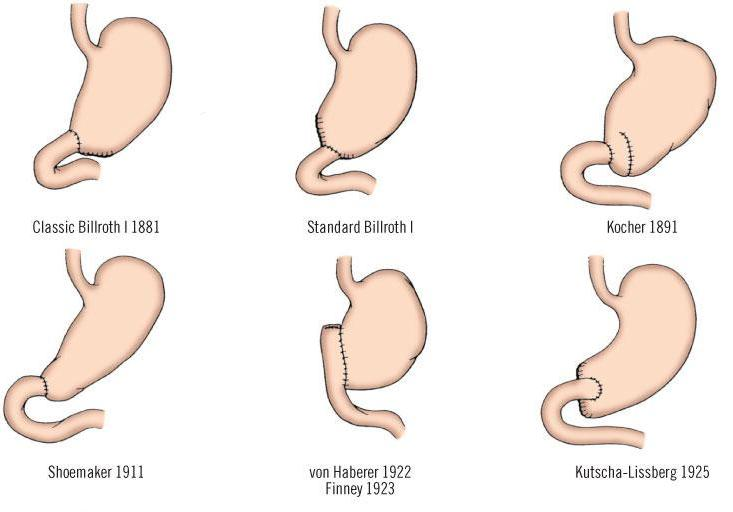 Classic Billroth I 1881
Standard Billroth I
Kocher 1891
Shoemaker 1911
von Haberer 1922
Finney 1923
Kutscha-Lissberg 1925